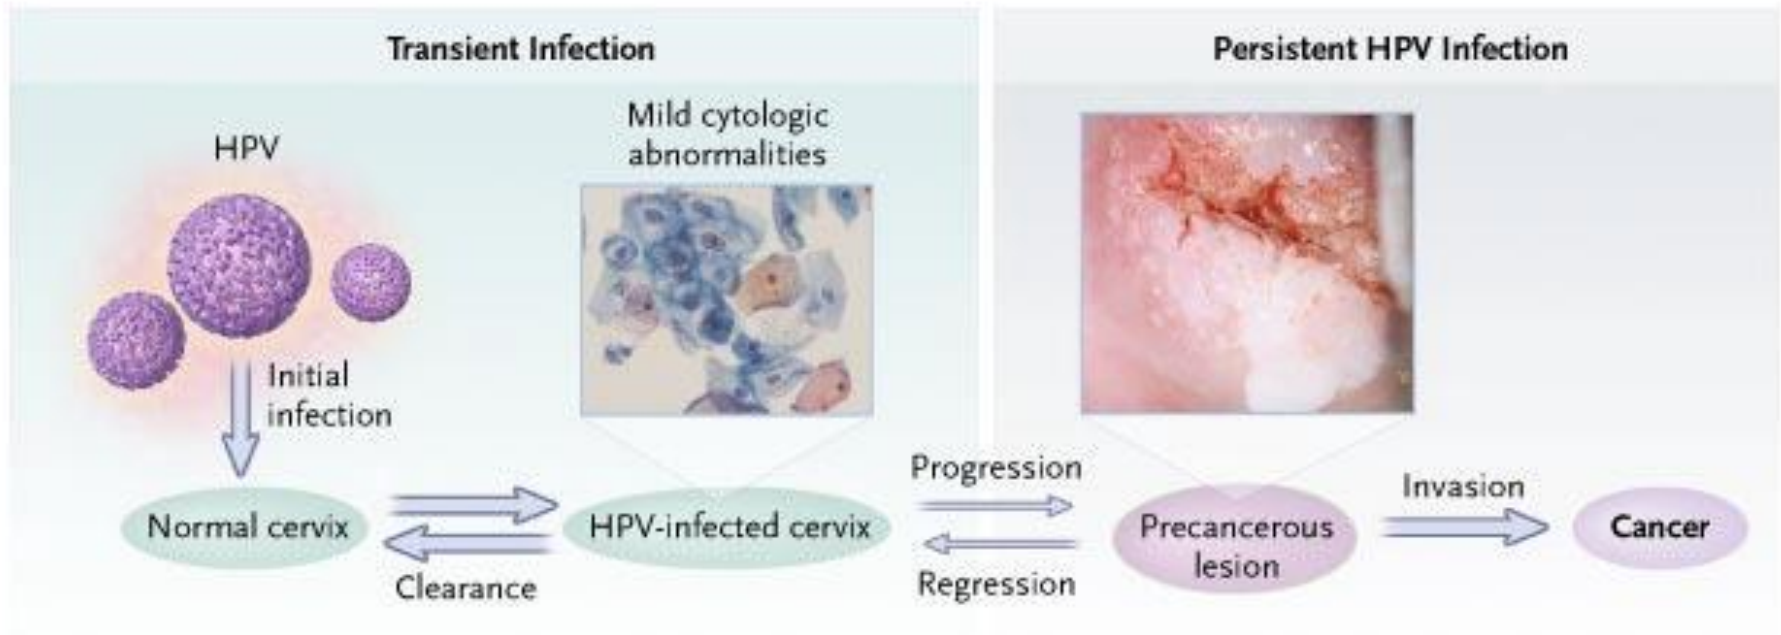 Transient Infection
Persistent HPV Infection
HPV
Mild cytologic
abnormalities
Initial
infection
Normal cervix
Clearance
HPV-infected cervix
Progression
Regression
Precancerous
lesion
Invasion
Cancer